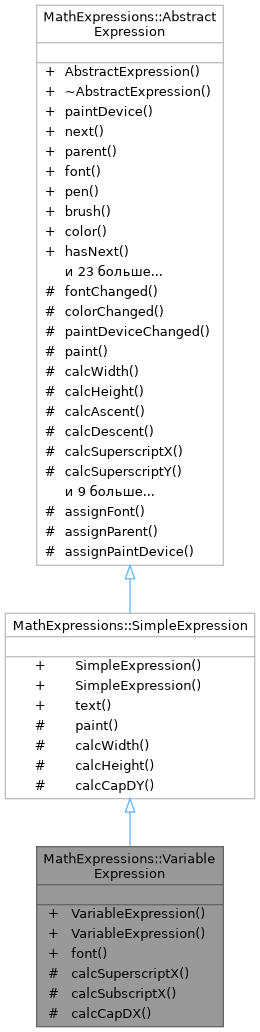 MathExpressions::Abstract
Expression
+ AbstractExpression()
+ ~AbstractExpression()
+ paintDevice()
+ next()
+ parent()
+ font()
+ pen()
+ brush()
+ color()
+ hasNext()
и 23 больше...
# fontChanged()
# colorChanged()
# paintDeviceChanged()
# paint()
# calcWidth()
# calcHeight()
# calcAscent()
# calcDescent()
# calcSuperscriptX()
# calcSuperscriptY()
и 9 больше...
# assignFont()
# assignParent()
# assignPaintDevice()
MathExpressions::SimpleExpression
+ SimpleExpression()
+ SimpleExpression()
+ text()
# paint()
# calcWidth()
# calcHeight()
# calcCapDY()
MathExpressions::Variable
Expression
+ VariableExpression()
+ VariableExpression()
+ font()
# calcSuperscriptX()
# calcSubscriptX()
# calcCapDX()